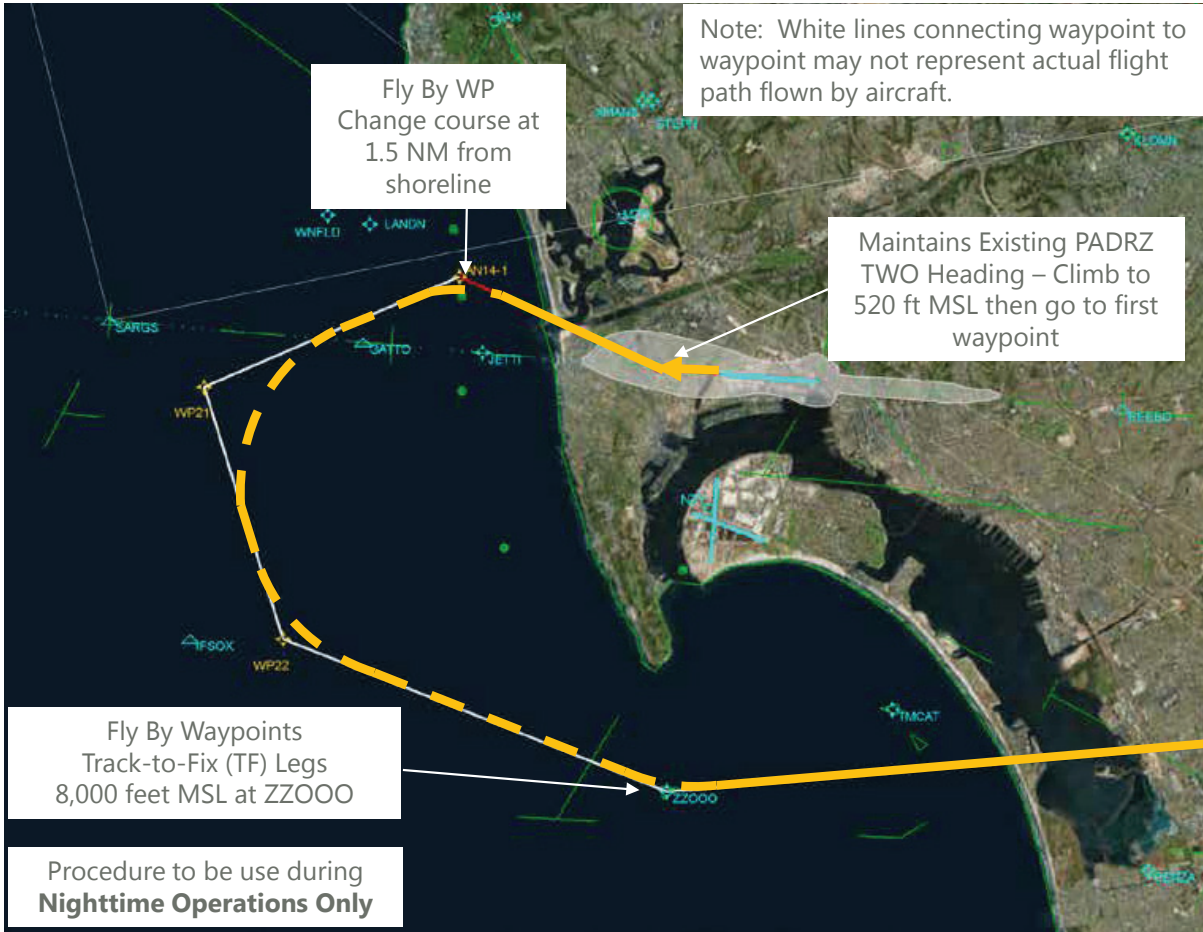 RAM
Note:  White lines connecting waypoint to
waypoint may not represent actual flight
path flown by aircraft.
Fly By WP
Change course at
1.5 NM from
shoreline
KLOMN
WNFLD
LANDN
Maintains Existing PADRZ
TWO Heading – Climb to
520 ft MSL then go to first
waypoint
AN14-1
SARGS
GATTO
JETTI
WP21
REEBO
IFSOX
WP22
TMCAT
Fly By Waypoints
Track-to-Fix (TF) Legs
8,000 feet MSL at ZZOOO
ZZOOO
Procedure to be use during
Nighttime Operations Only